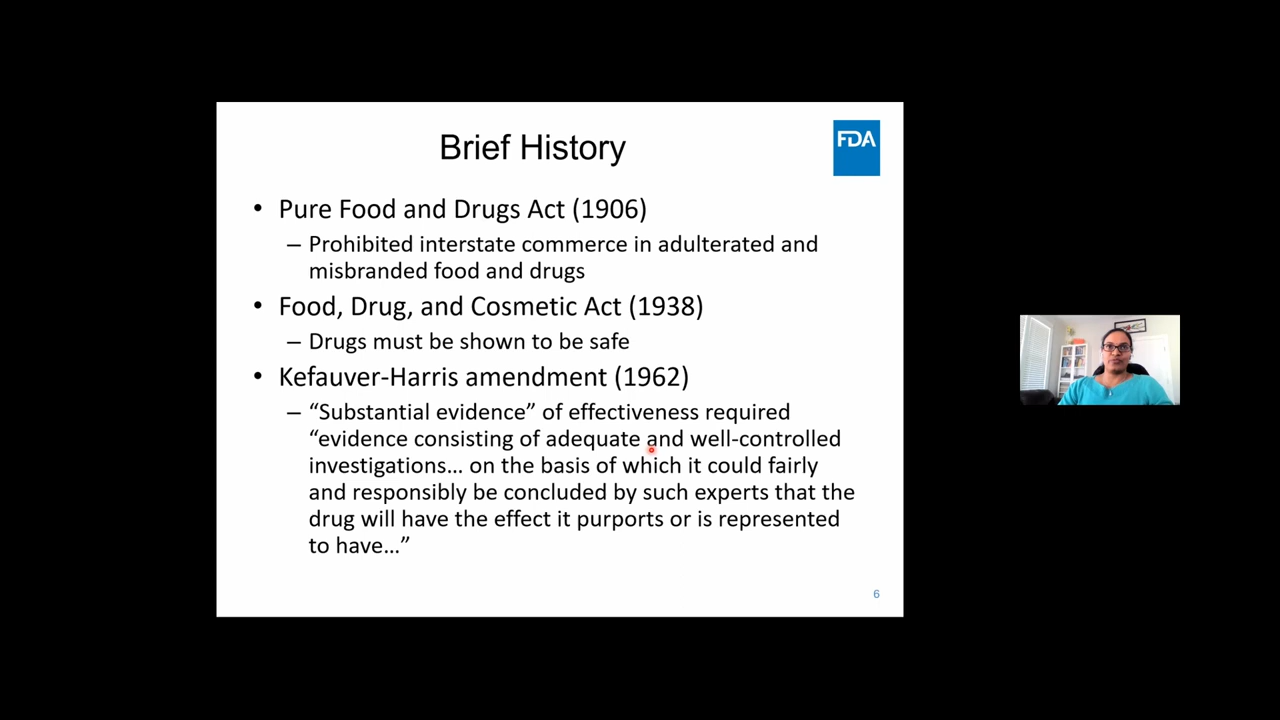 Brief History
FDA
• Pure Food and Drugs Act (1906)
– Prohibited interstate commerce in adulterated and
misbranded food and drugs
• Food, Drug, and Cosmetic Act (1938)
– Drugs must be shown to be safe
• Kefauver-Harris amendment (1962)
– “Substantial evidence” of effectiveness required
“evidence consisting of adequate and well-controlled
investigations… on the basis of which it could fairly
and responsibly be concluded by such experts that the
drug will have the effect it purports or is represented
to have…”
6